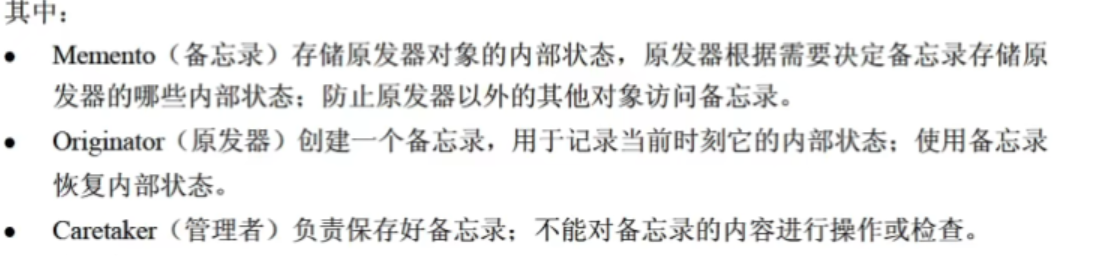 其中：
● Memento（备忘录）存储原发器对象的内部状态，原发器根据需要决定备忘录存储原
发器的哪些内部状态；防止原发器以外的其他对象访问备忘录。
● Originator（原发器）创建一个备忘录，用于记录当前时刻它的内部状态；使用备忘录
恢复内部状态。
● Caretaker（管理者）负责保存好备忘录；不能对备忘录的内容进行操作或检查。